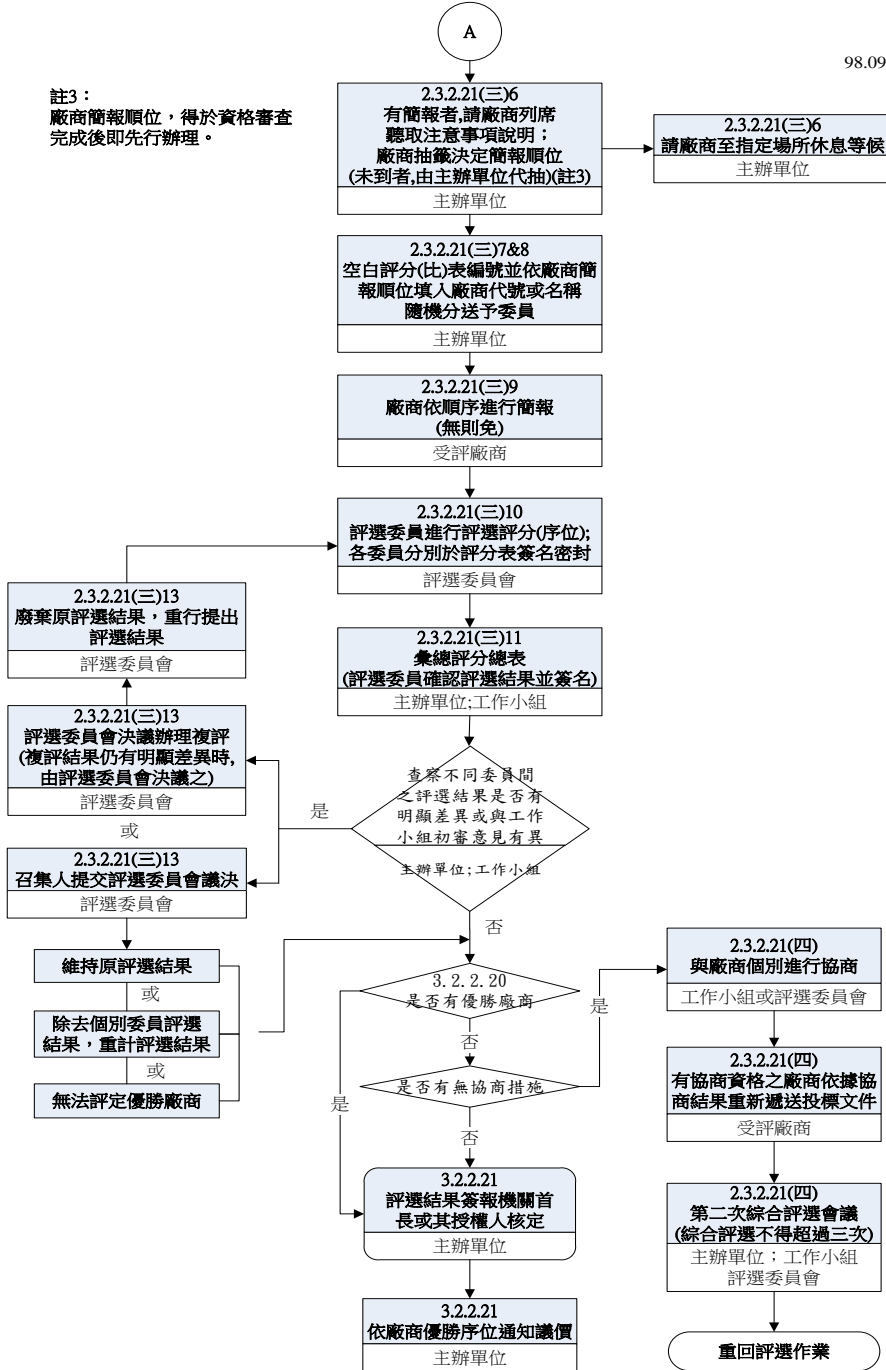 A
98.09
註3：
廠商簡報順位，得於資格審查
完成後即先行辦理。
2.3.2.21(三)6
有簡報者,請廠商列席
聽取注意事項說明；
廠商抽籤決定簡報順位
(未到者,由主辦單位代抽)(註3)
主辦單位
2.3.2.21(三)6
請廠商至指定場所休息等候
主辦單位
2.3.2.21(三)7&8
空白評分(比)表編號並依廠商簡
報順位填入廠商代號或名稱
隨機分送予委員
主辦單位
2.3.2.21(三)9
廠商依順序進行簡報
(無則免)
受評廠商
2.3.2.21(三)10
評選委員進行評選評分(序位);
各委員分別於評分表簽名密封
評選委員會
2.3.2.21(三)11
彙總評分總表
(評選委員確認評選結果並簽名)
主辦單位;工作小組
查察不同委員間
之評選結果是否有
明顯差異或與工作
小組初審意見有異
主辦單位;工作小組
是
否
2.3.2.21(三)13
廢棄原評選結果，重行提出
評選結果
評選委員會
2.3.2.21(三)13
評選委員會決議辦理複評
(複評結果仍有明顯差異時,
由評選委員會決議之)
評選委員會
或
2.3.2.21(三)13
召集人提交評選委員會議決
評選委員會
維持原評選結果
或
除去個別委員評選
結果，重計評選結果
或
無法評定優勝廠商
3.2.2.20
是否有優勝廠商
是
否
是否有無協商措施
是
否
3.2.2.21
評選結果簽報機關首
長或其授權人核定
主辦單位
3.2.2.21
依廠商優勝序位通知議價
主辦單位
2.3.2.21(四)
與廠商個別進行協商
工作小組或評選委員會
2.3.2.21(四)
有協商資格之廠商依據協
商結果重新遞送投標文件
受評廠商
2.3.2.21(四)
第二次綜合評選會議
(綜合評選不得超過三次)
主辦單位；工作小組
評選委員會
重回評選作業